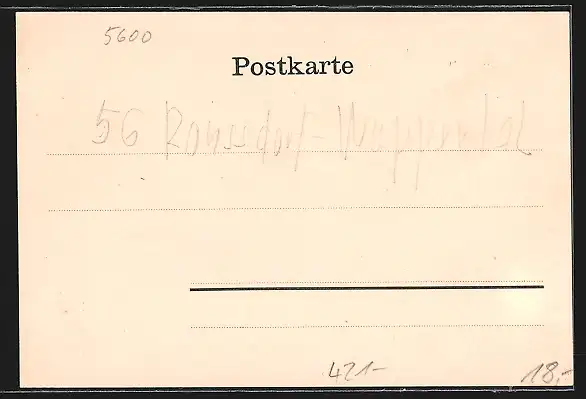 5600
Postkarte
56 Ronsdorf-Wuppertal
421-
18,-